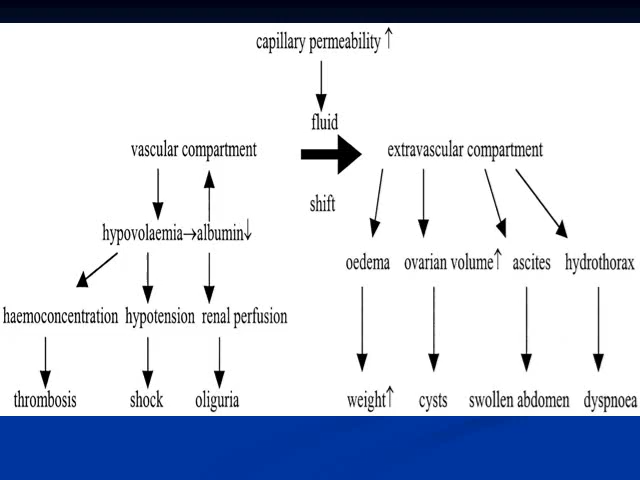 capillary permeability ↑
fluid
vascular compartment
extravascular compartment
shift
hypovolaemia→albumin↓
oedema ovarian volume↑ ascites hydrothorax
haemoconcentration hypotension renal perfusion
thrombosis shock oliguria
weight↑ cysts swollen abdomen dyspnoea